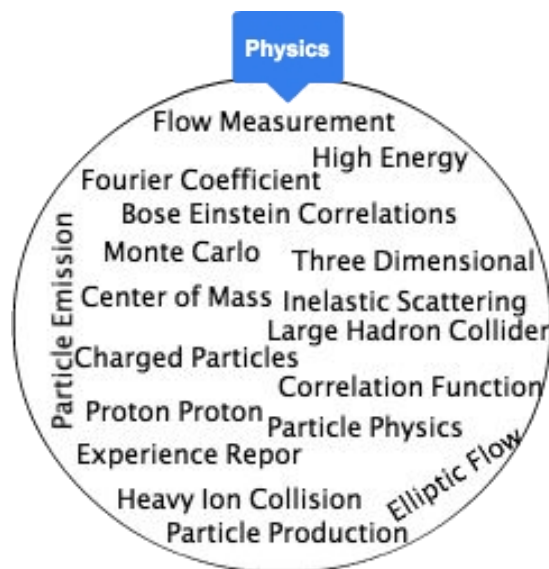 Physics
Flow Measurement
High Energy
Fourier Coefficient
Bose Einstein Correlations
Monte Carlo
Three Dimensional
Particle Emission
Center of Mass
Inelastic Scattering
Large Hadron Collider
Charged Particles
Correlation Function
Proton Proton
Particle Physics
Experience Repor
Elliptic Flow
Heavy Ion Collision
Particle Production